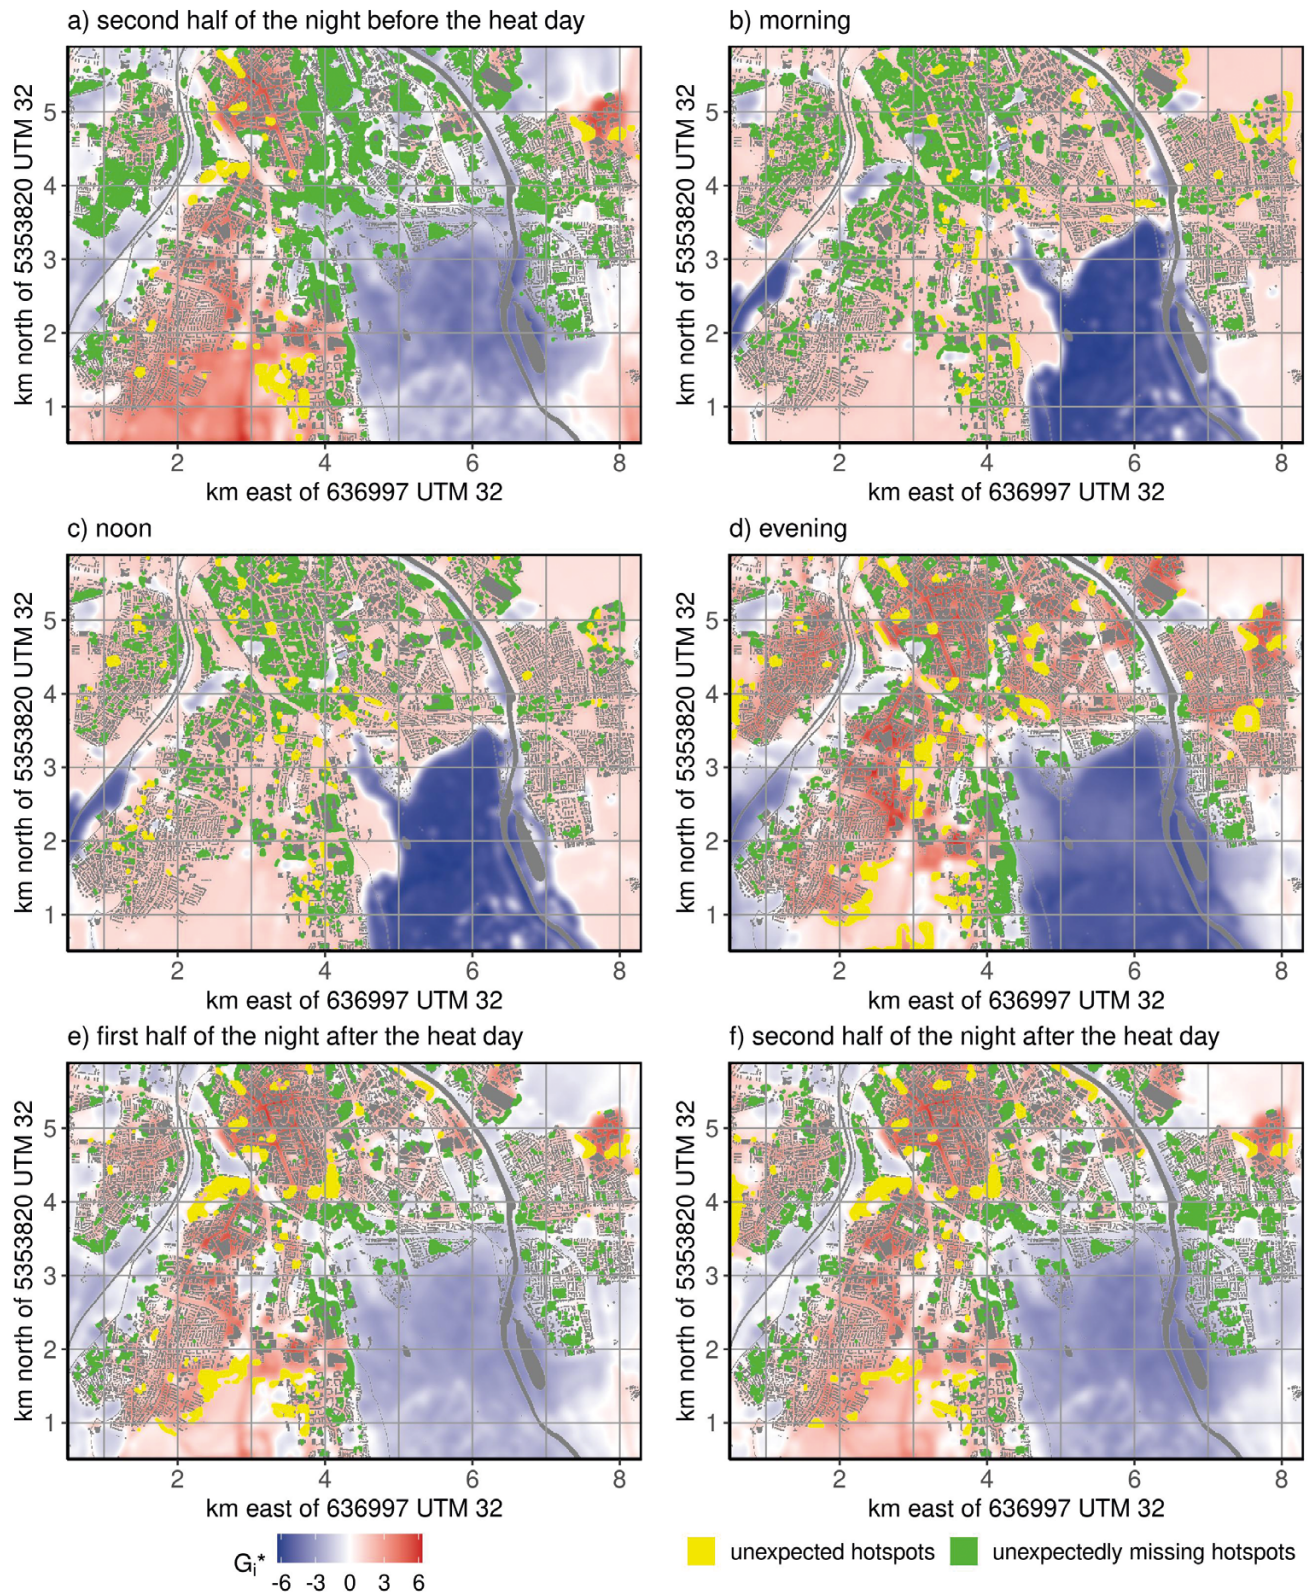 a) second half of the night before the heat day
b) morning
km north of 5353820 UTM 32
5
4
3
2
1
2
4
6
8
km east of 636997 UTM 32
km north of 5353820 UTM 32
5
4
3
2
1
2
4
6
8
km east of 636997 UTM 32
c) noon
d) evening
km north of 5353820 UTM 32
5
4
3
2
1
2
4
6
8
km east of 636997 UTM 32
km north of 5353820 UTM 32
5
4
3
2
1
2
4
6
8
km east of 636997 UTM 32
e) first half of the night after the heat day
f) second half of the night after the heat day
km north of 5353820 UTM 32
5
4
3
2
1
2
4
6
8
km east of 636997 UTM 32
km north of 5353820 UTM 32
5
4
3
2
1
2
4
6
8
km east of 636997 UTM 32
Gi*
-6 -3 0 3 6
unexpected hotspots
unexpectedly missing hotspots